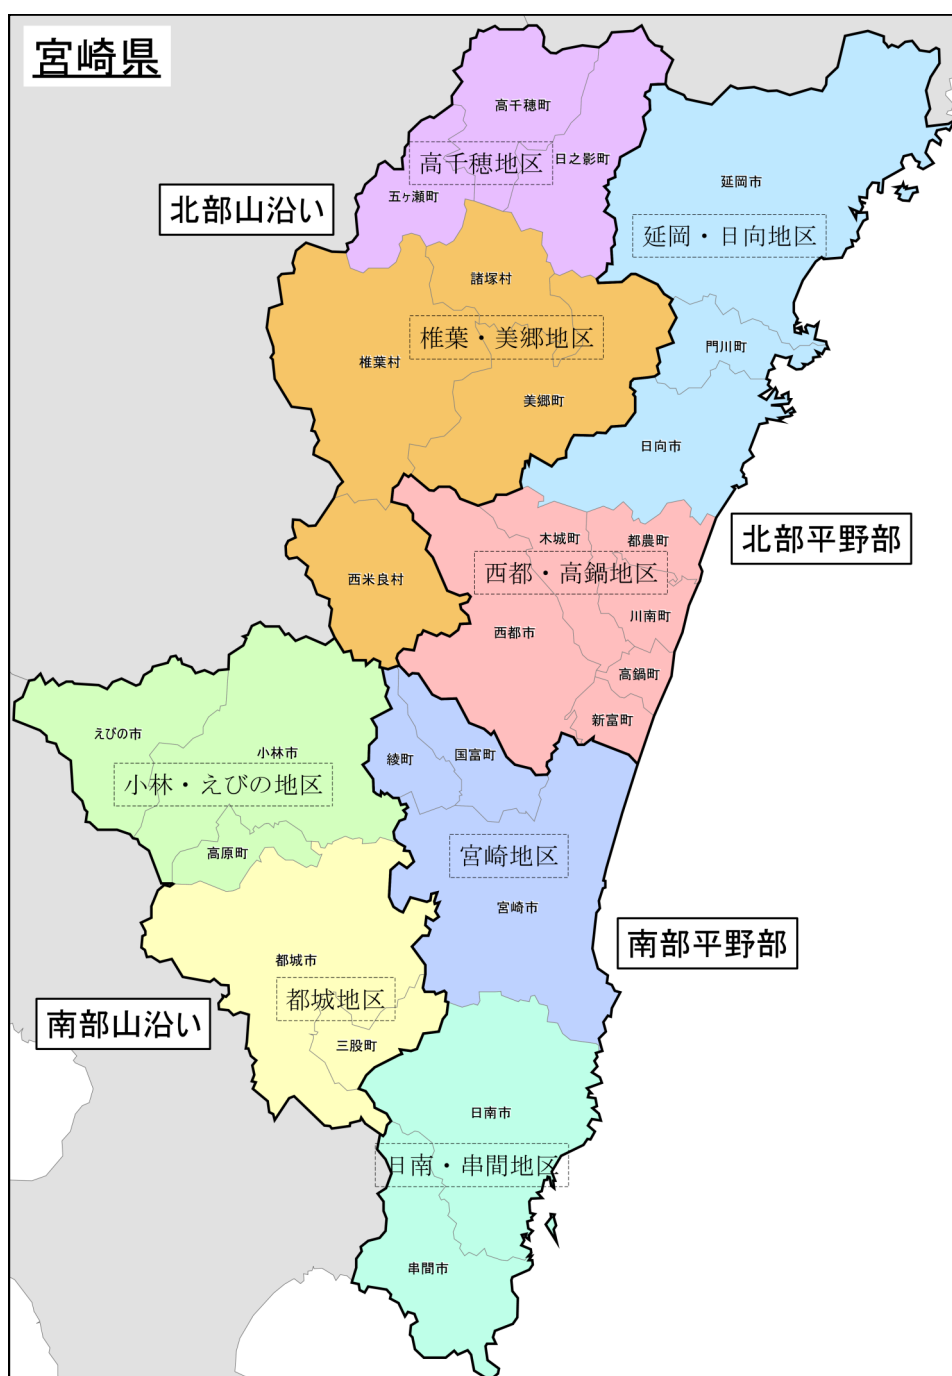 宮崎県
高千穂町
高千穂地区
日之影町
五ヶ瀬町
北部山沿い
延岡市
延岡・日向地区
諸塚村
椎葉・美郷地区
門川町
椎葉村
美郷町
日向市
北部平野部
木城町
都農町
西都・高鍋地区
西米良村
川南町
西都市
高鍋町
新富町
えびの市
小林市
綾町
国富町
小林・えびの地区
高原町
宮崎地区
宮崎市
南部平野部
都城市
都城地区
南部山沿い
三股町
日南市
日南・串間地区
串間市